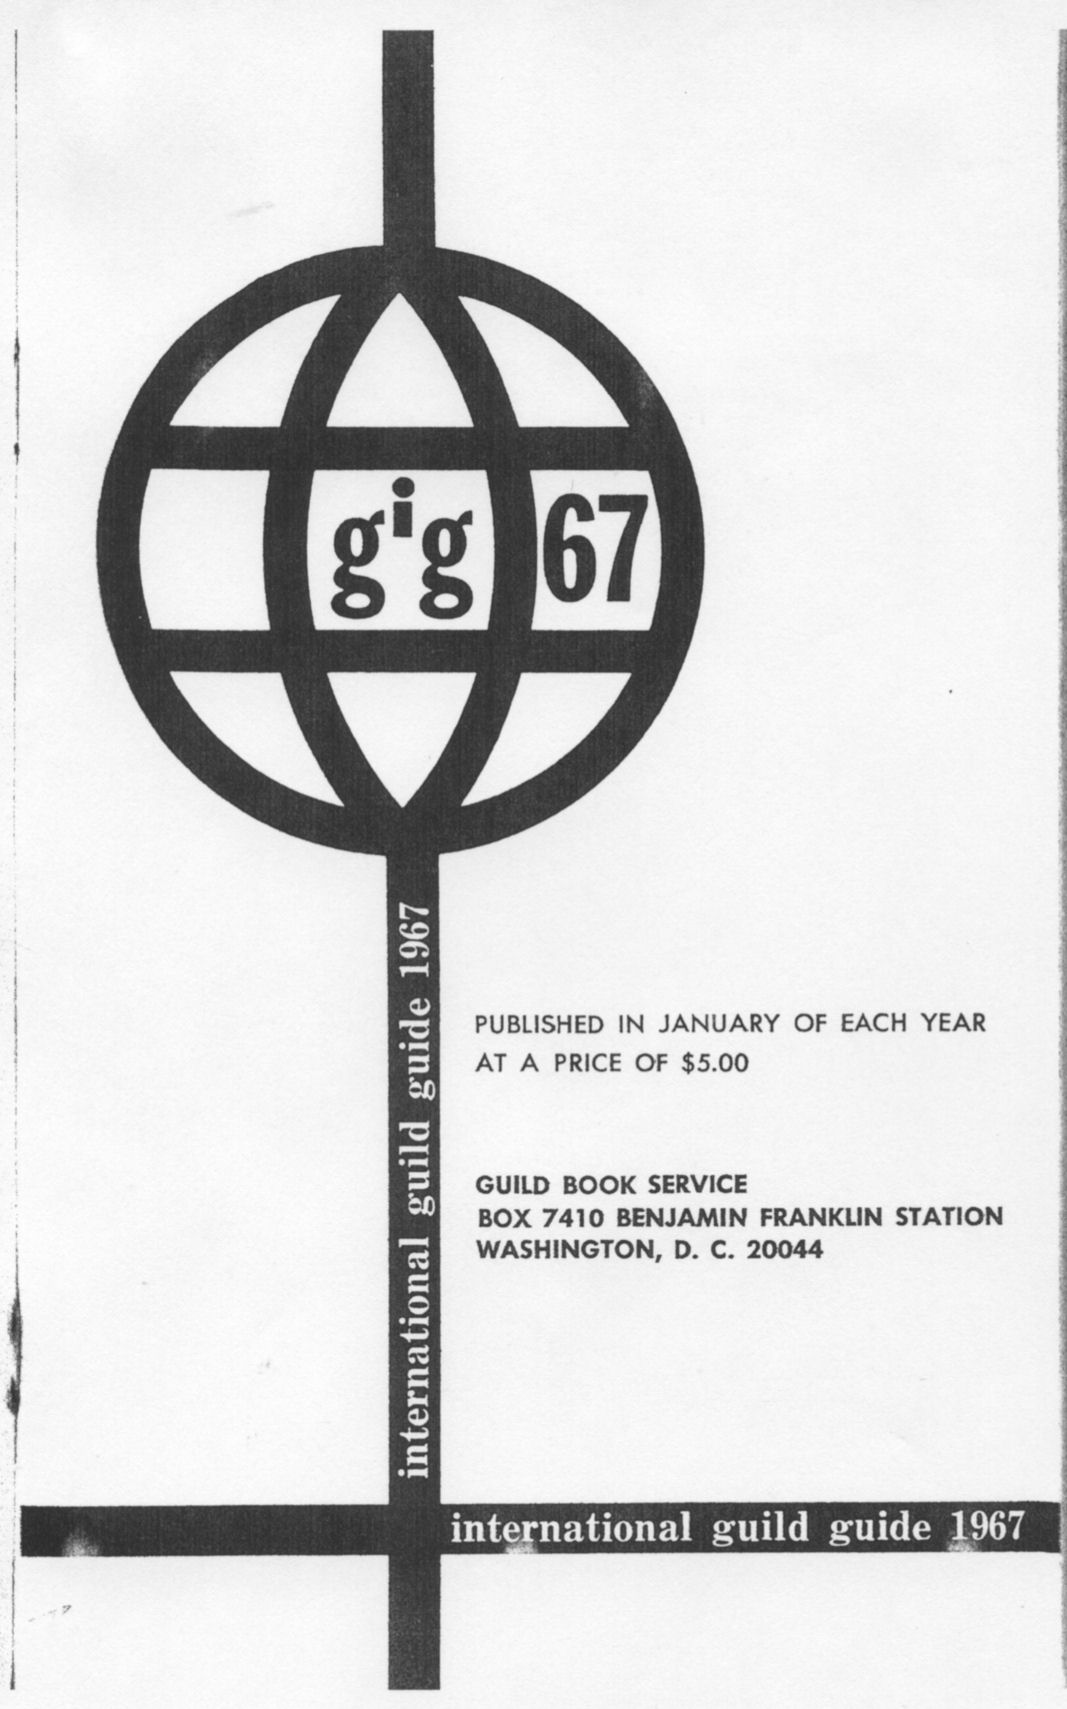 gig 67
international guild guide 1967
PUBLISHED IN JANUARY OF EACH YEAR
AT A PRICE OF $5.00
GUILD BOOK SERVICE
BOX 7410 BENJAMIN FRANKLIN STATION
WASHINGTON, D. C. 20044
international guild guide 1967